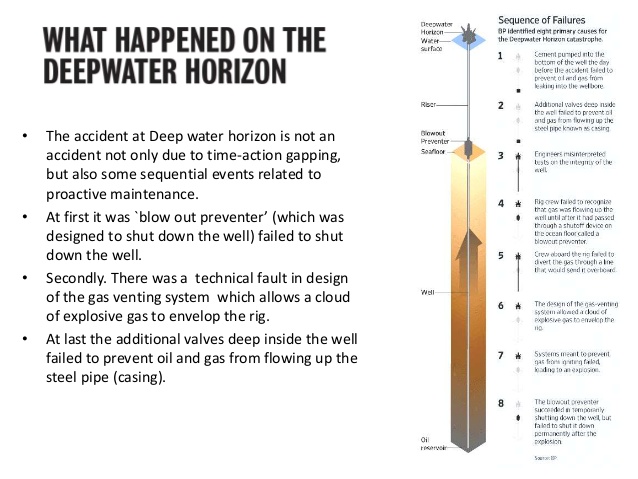 WHAT HAPPENED ON THE
DEEPWATER HORIZON
• The accident at Deep water horizon is not an
accident not only due to time-action gapping,
but also some sequential events related to
proactive maintenance.
• At first it was `blow out preventer’ (which was
designed to shut down the well) failed to shut
down the well.
• Secondly. There was a technical fault in design
of the gas venting system which allows a cloud
of explosive gas to envelop the rig.
• At last the additional valves deep inside the well
failed to prevent oil and gas from flowing up the
steel pipe (casing).
Deepwater
Horizon
Water
surface
Riser
Blowout
Preventer
Seafloor
Well
Oil
reservoir
Sequence of Failures
BP identified eight primary causes for
the Deepwater Horizon catastrophe.
1 Cement pumped into the
bottom of the well the day
before the accident failed to
prevent oil and gas from
leaking into the wellbore.
2 Additional valves deep inside
the well failed to prevent oil
and gas from flowing up the
steel pipe known as casing.
3 Engineers misinterpreted
tests on the integrity of the
well.
4 Rig crew failed to recognize
that gas was flowing up the
well until after it had passed
through a shutoff device on
the ocean floor called a
blowout preventer.
5 Crew aboard the rig failed to
divert the gas through a line
that would send it overboard.
6 The design of the gas-venting
system allowed a cloud of
explosive gas to envelop the
rig.
7 Systems meant to prevent
gas from igniting failed,
leading to an explosion.
8 The blowout preventer
succeeded in temporarily
shutting down the well, but
failed to shut it down
permanently after the
explosion.
Source: BP